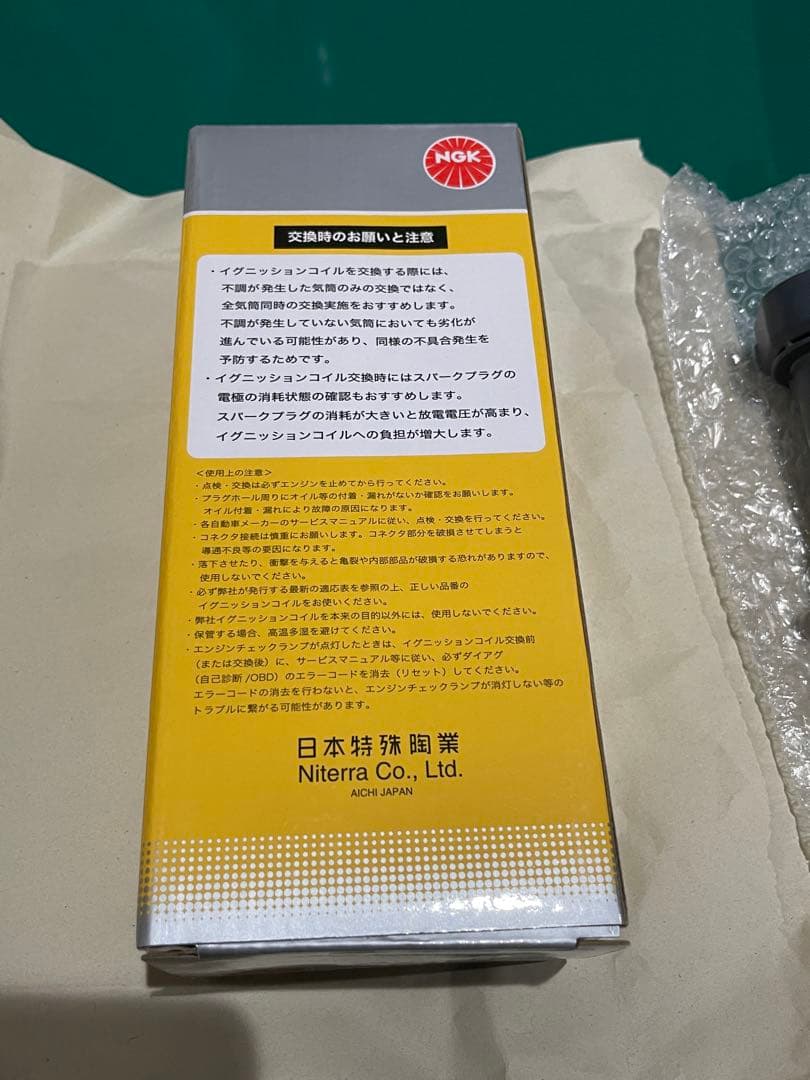 NGK
交換時のお願いと注意
・イグニッションコイルを交換する際には、
不調が発生した気筒のみの交換ではなく、
全気筒同時の交換実施をおすすめします。
不調が発生していない気筒においても劣化が
進んでいる可能性があり、同様の不具合発生を
予防するためです。
・イグニッションコイル交換時にはスパークプラグの
電極の消耗状態の確認もおすすめします。
スパークプラグの消耗が大きいと放電電圧が高まり、
イグニッションコイルへの負担が増大します。
＜使用上の注意＞
・点検・交換は必ずエンジンを止めてから行ってください。
・プラグホール周りにオイル等の付着・漏れがないか確認をお願いします。
オイル付着・漏れにより故障の原因になります。
・各自動車メーカーのサービスマニュアルに従い、点検・交換を行ってください。
・コネクタ接続は慎重にお願いします。コネクタ部分を破損させてしまうと
導通不良等の要因になります。
・落下させたり、衝撃を与えると亀裂や内部部品が破損する恐れがありますので、
使用しないでください。
・必ず弊社が発行する最新の適応表を参照の上、正しい品番の
イグニッションコイルをお使いください。
・弊社イグニッションコイルを本来の目的以外には、使用しないでください。
・保管する場合、高温多湿を避けてください。
・エンジンチェックランプが点灯したときは、イグニッションコイル交換前
（または交換後）に、サービスマニュアル等に従い、必ずダイアグ
（自己診断/OBD）のエラーコードを消去（リセット）してください。
エラーコードの消去を行わないと、エンジンチェックランプが消灯しない等の
トラブルに繋がる可能性があります。
日本特殊陶業
Niterra Co., Ltd.
AICHI JAPAN